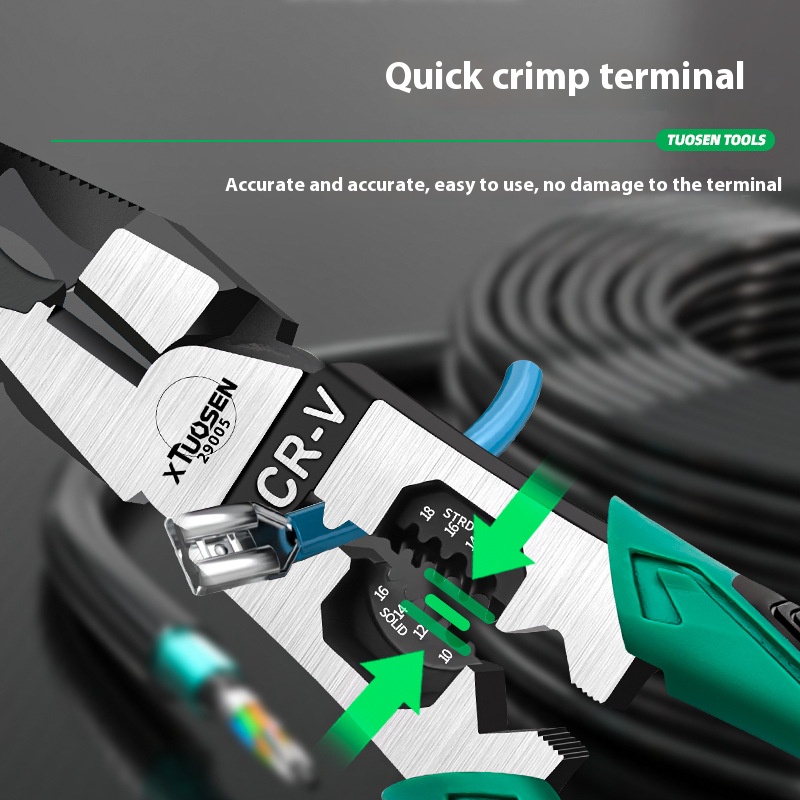 Quick crimp terminal
TUOSEN TOOLS
Accurate and accurate, easy to use, no damage to the terminal
xTUOSEN
29005
CR-V
18
STRD
16
14
16
14
SOLID
12
10